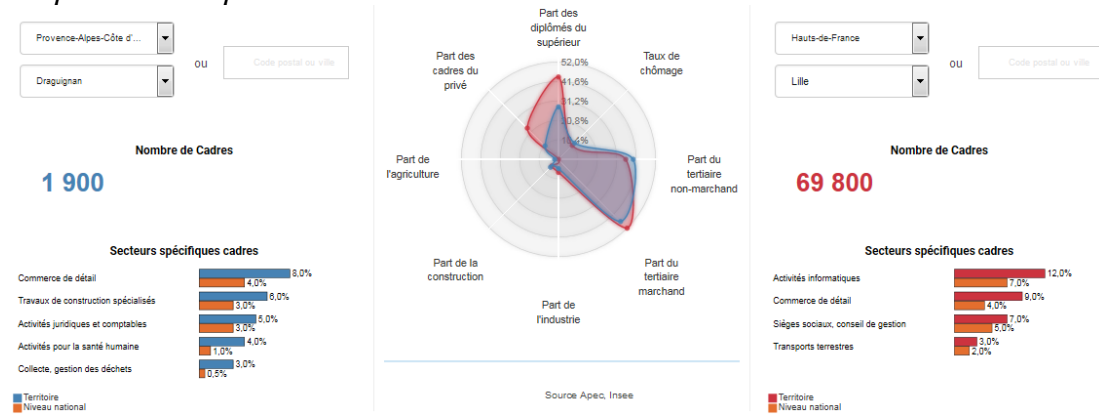 Provence-Alpes-Côte d'...
ou
Code postal ou ville
Draguignan
Nombre de Cadres
1 900
Secteurs spécifiques cadres
Commerce de détail
8,0%
4,0%
Travaux de construction spécialisés
6,0%
3,0%
Activités juridiques et comptables
5,0%
3,0%
Activités pour la santé humaine
4,0%
1,0%
Collecte, gestion des déchets
3,0%
0,5%
Territoire
Niveau national
Part des
diplômés du
supérieur
Taux de
chômage
Part du
tertiaire
non-marchand
Part du
tertiaire
marchand
Part de
l'industrie
Part de la
construction
Part de
l'agriculture
Part des
cadres du
privé
52,0%
41,6%
31,2%
20,8%
10,4%
Source Apec, Insee
Hauts-de-France
ou
Code postal ou ville
Lille
Nombre de Cadres
69 800
Secteurs spécifiques cadres
Activités informatiques
12,0%
7,0%
Commerce de détail
9,0%
4,0%
Sièges sociaux, conseil de gestion
7,0%
5,0%
Transports terrestres
3,0%
2,0%
Territoire
Niveau national